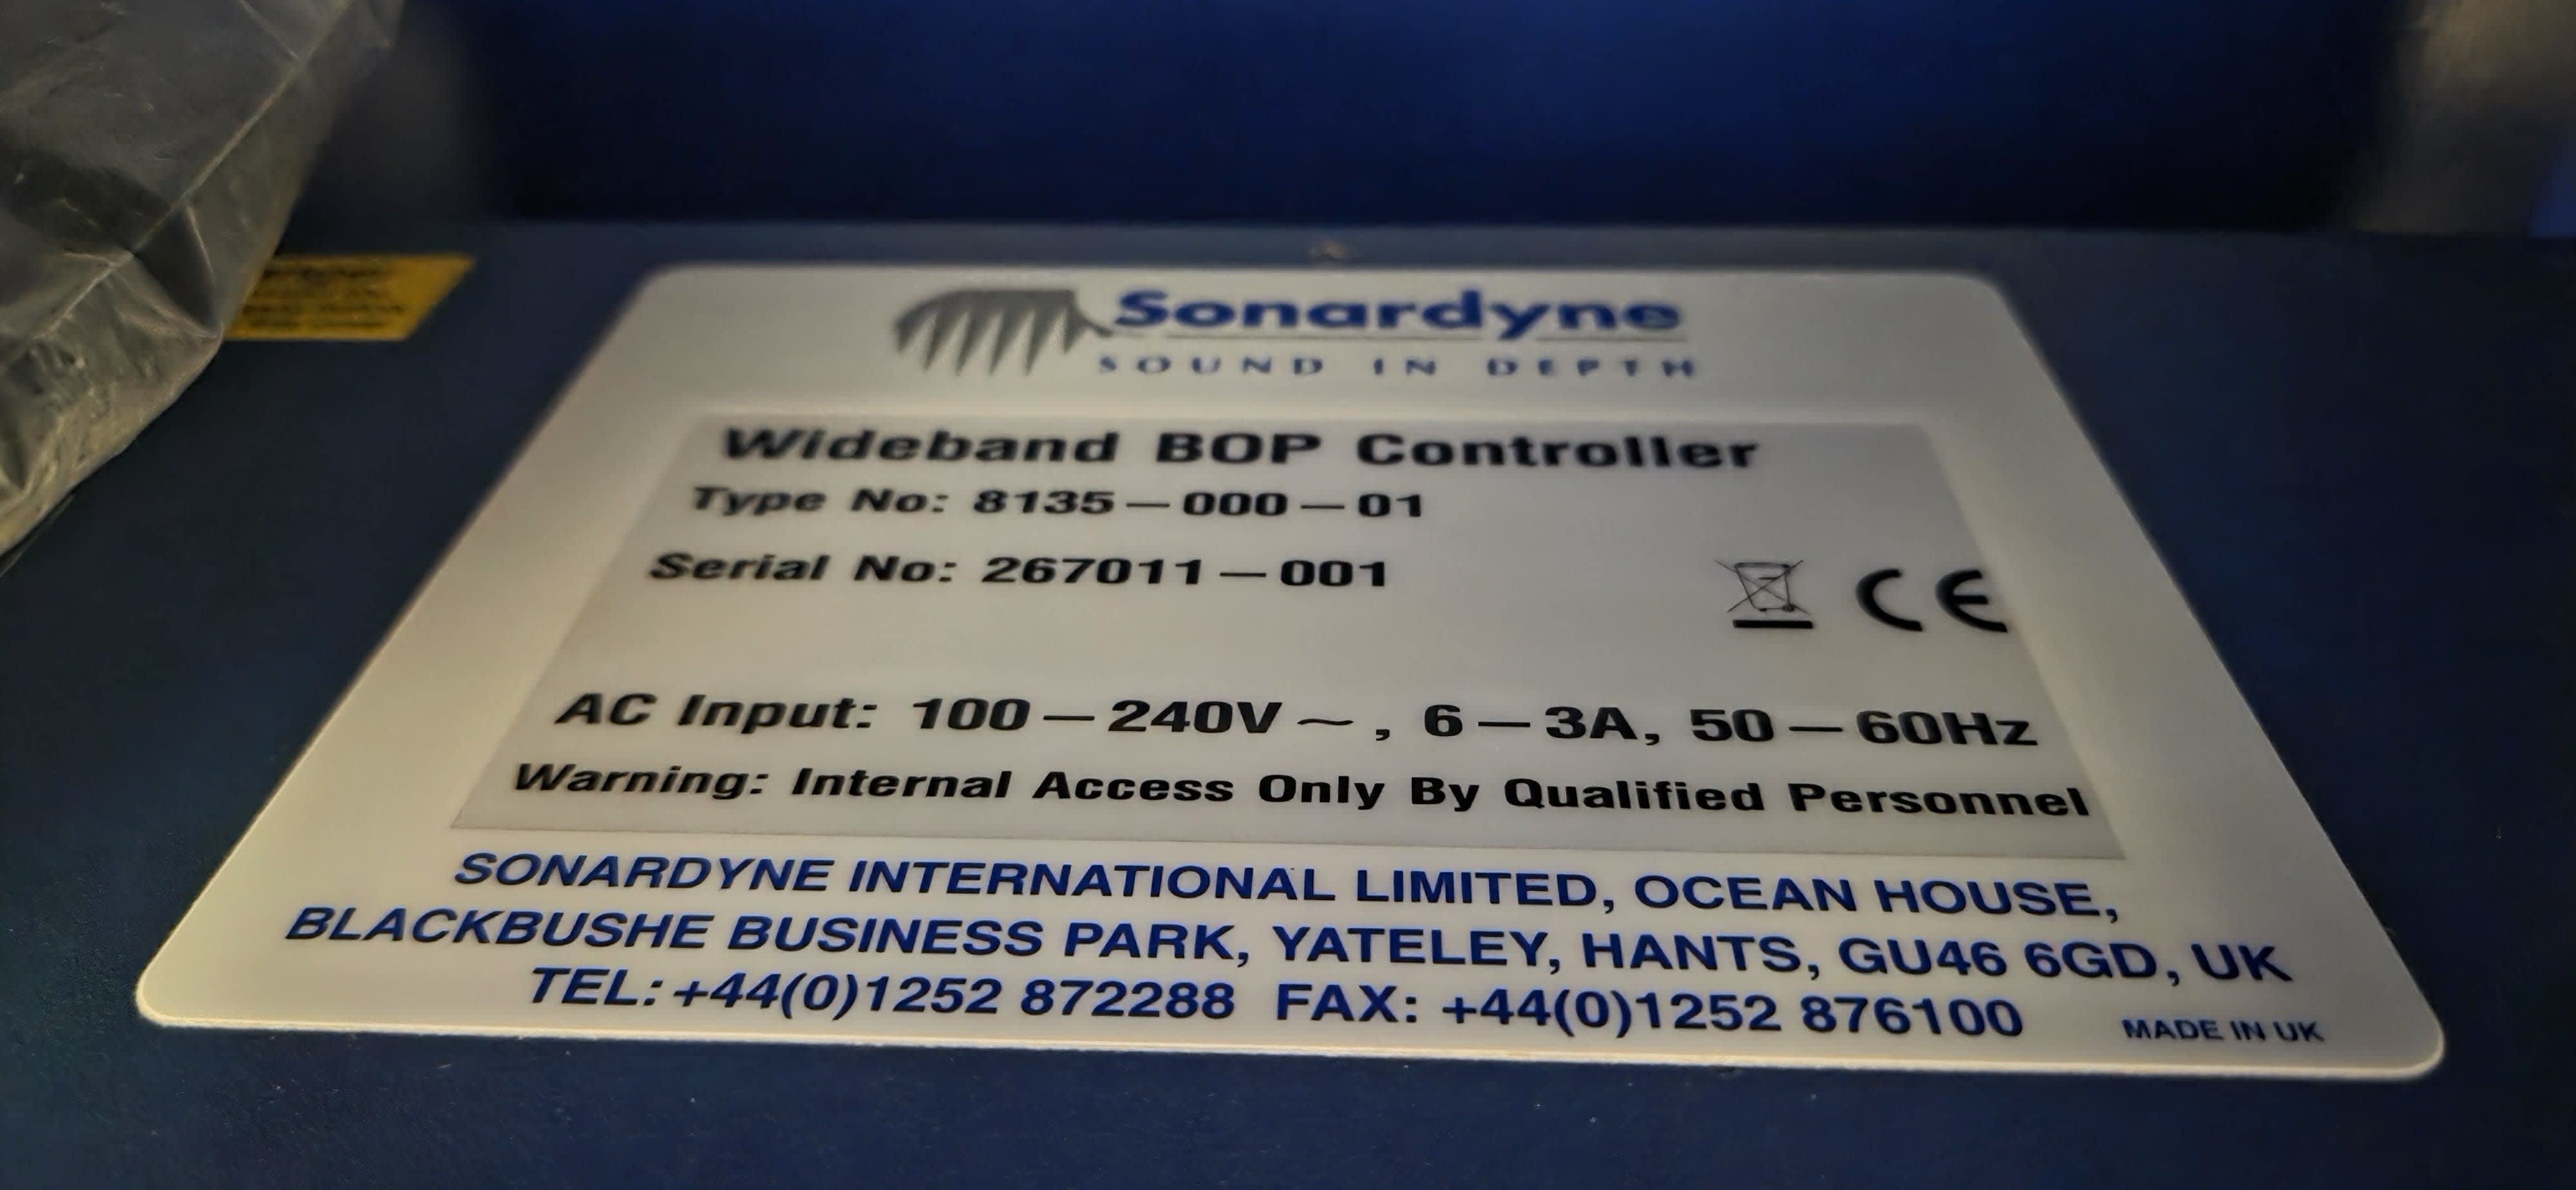 Sonardyne
SOUND IN DEPTH
Wideband BOP Controller
Type No: 8135-000-01
Serial No: 267011-001
CE
AC Input: 100-240V~, 6-3A, 50-60Hz
Warning: Internal Access Only By Qualified Personnel
SONARDYNE INTERNATIONAL LIMITED, OCEAN HOUSE,
BLACKBUSHE BUSINESS PARK, YATELEY, HANTS, GU46 6GD, UK
TEL: +44(0)1252 872288 FAX: +44(0)1252 876100
MADE IN UK